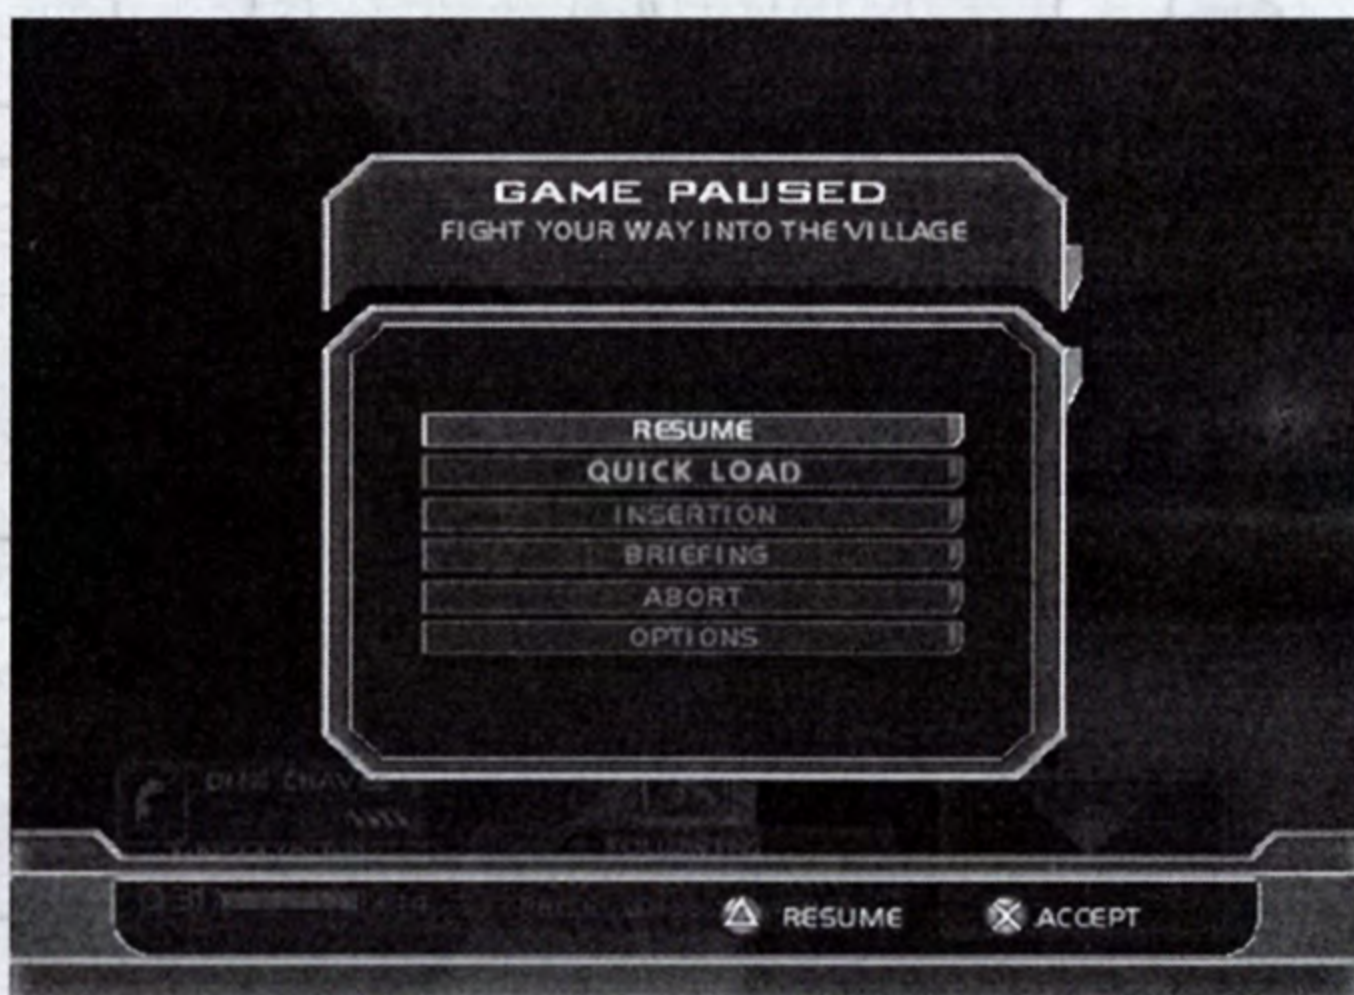 GAME PAUSED
FIGHT YOUR WAY INTO THE VILLAGE
RESUME
QUICK LOAD
INSERTION
BRIEFING
ABORT
OPTIONS
RESUME
ACCEPT